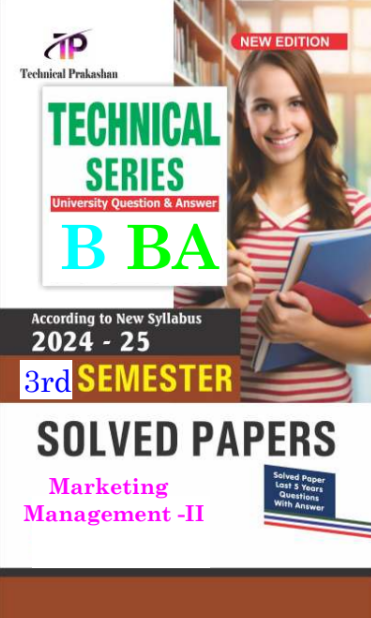 TP
Technical Prakashan
NEW EDITION
TECHNICAL
SERIES
University Question & Answer
B BA
According to New Syllabus
2024 - 25
3rd SEMESTER
SOLVED PAPERS
Marketing
Management -II
Solved Paper
Last 5 Years
Questions
With Answer